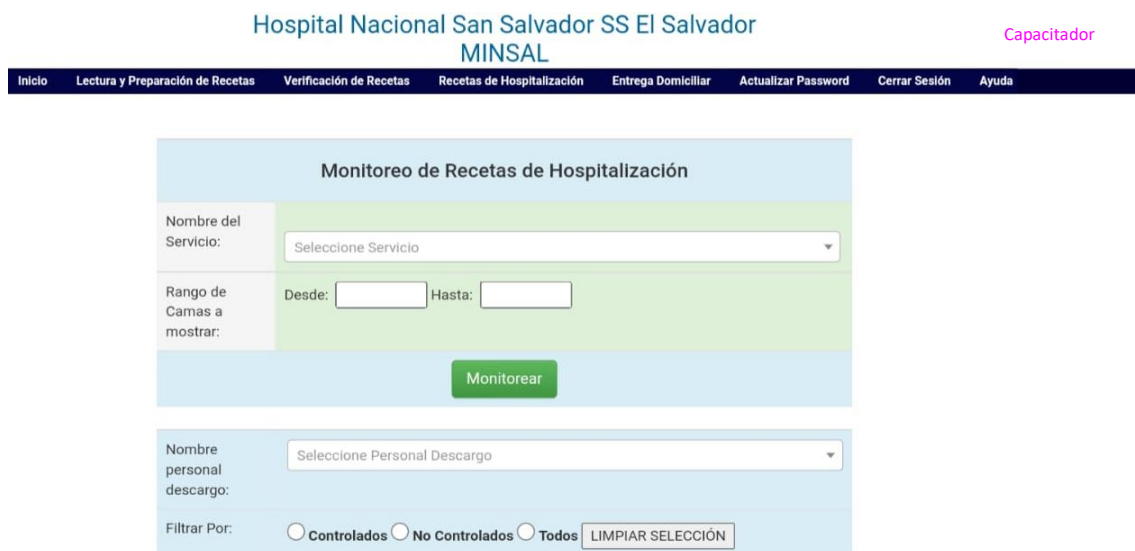 Hospital Nacional San Salvador SS El Salvador
MINSAL
Capacitador
Inicio Lectura y Preparación de Recetas Verificación de Recetas Recetas de Hospitalización Entrega Domiciliar Actualizar Password Cerrar Sesión Ayuda
Monitoreo de Recetas de Hospitalización
Nombre del
Servicio:
Seleccione Servicio
Rango de
Camas a
mostrar:
Desde: Hasta:
Monitorear
Nombre
personal
descargo:
Seleccione Personal Descargo
Filtrar Por:
Controlados No Controlados Todos LIMPIAR SELECCIÓN